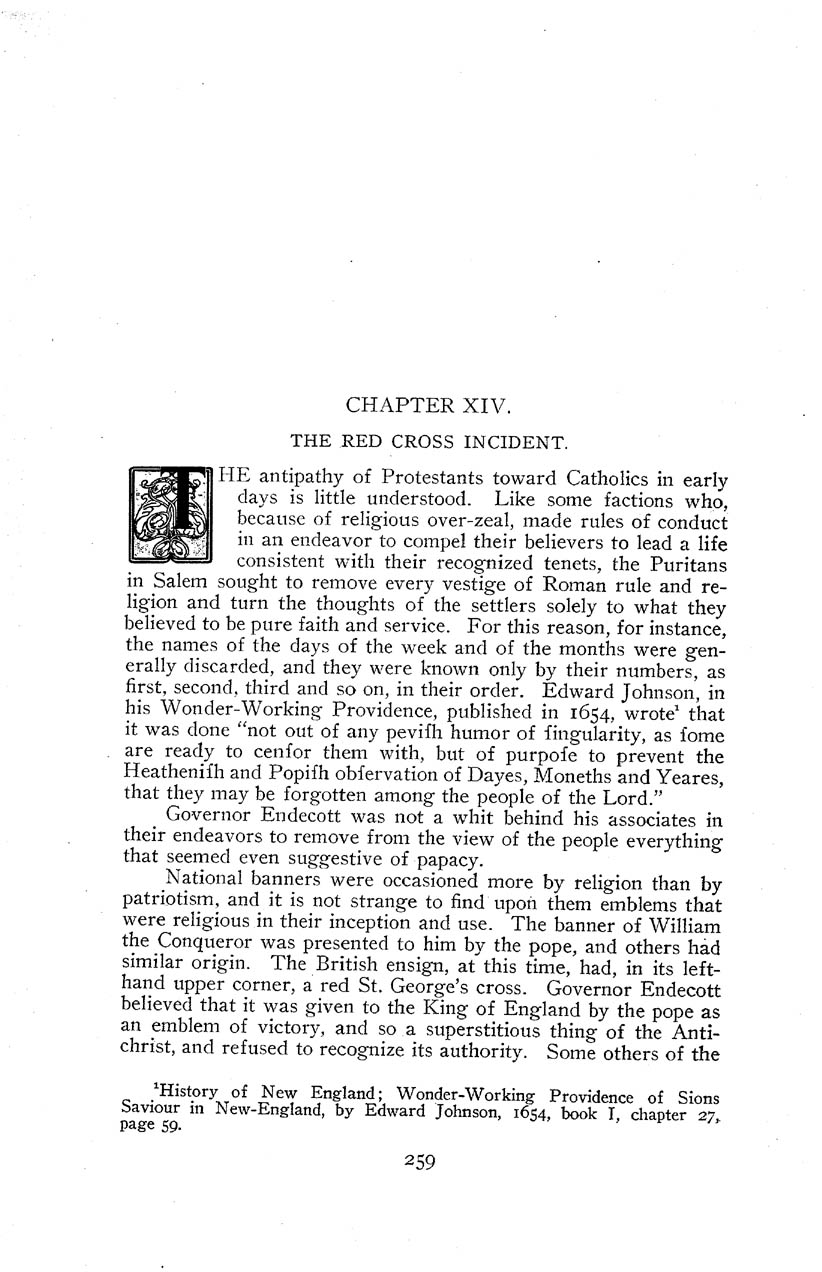 CHAPTER XIV.
THE RED CROSS INCIDENT.
THE antipathy of Protestants toward Catholics in early
days is little understood. Like some factions who,
because of religious over-zeal, made rules of conduct
in an endeavor to compel their believers to lead a life
consistent with their recognized tenets, the Puritans
in Salem sought to remove every vestige of Roman rule and re-
ligion and turn the thoughts of the settlers solely to what they
believed to be pure faith and service. For this reason, for instance,
the names of the days of the week and of the months were gen-
erally discarded, and they were known only by their numbers, as
first, second, third and so on, in their order. Edward Johnson, in
his Wonder-Working Providence, published in 1654, wrote¹ that
it was done “not out of any peviſh humor of ſingularity, as ſome
are ready to cenſor them with, but of purpoſe to prevent the
Heatheniſh and Popiſh obſervation of Dayes, Moneths and Yeares,
that they may be forgotten among the people of the Lord.”
Governor Endecott was not a whit behind his associates in
their endeavors to remove from the view of the people everything
that seemed even suggestive of papacy.
National banners were occasioned more by religion than by
patriotism, and it is not strange to find upon them emblems that
were religious in their inception and use. The banner of William
the Conqueror was presented to him by the pope, and others had
similar origin. The British ensign, at this time, had, in its left-
hand upper corner, a red St. George’s cross. Governor Endecott
believed that it was given to the King of England by the pope as
an emblem of victory, and so a superstitious thing of the Anti-
christ, and refused to recognize its authority. Some others of the
¹History of New England; Wonder-Working Providence of Sions
Saviour in New-England, by Edward Johnson, 1654, book I, chapter 27,
page 59.
259